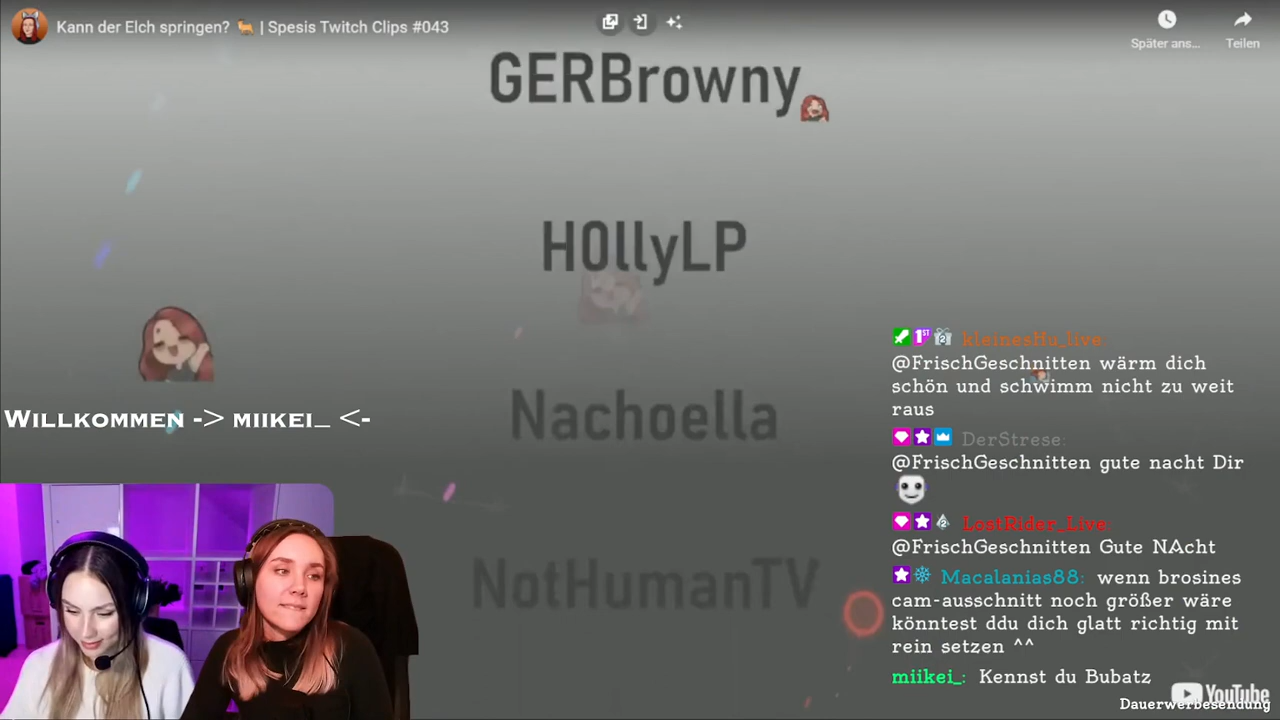 Kann der Elch springen? 🐂 | Spesis Twitch Clips #043
Später ans...
Teilen
GERBrowny
H0llyLP
Nachoella
NotHumanTV
WILLKOMMEN -> MIIKEI_ <-
kleinesHu_live:
@FrischGeschnitten wärm dich
schön und schwimm nicht zu weit
raus
DerStrese:
@FrischGeschnitten gute nacht Dir
LostRider_Live:
@FrischGeschnitten Gute NAcht
Macalanias88: wenn brosines
cam-ausschnitt noch größer wäre
könntest ddu dich glatt richtig mit
rein setzen ^^
miikei_: Kennst du Bubatz
YouTube
Dauerwerbesendung